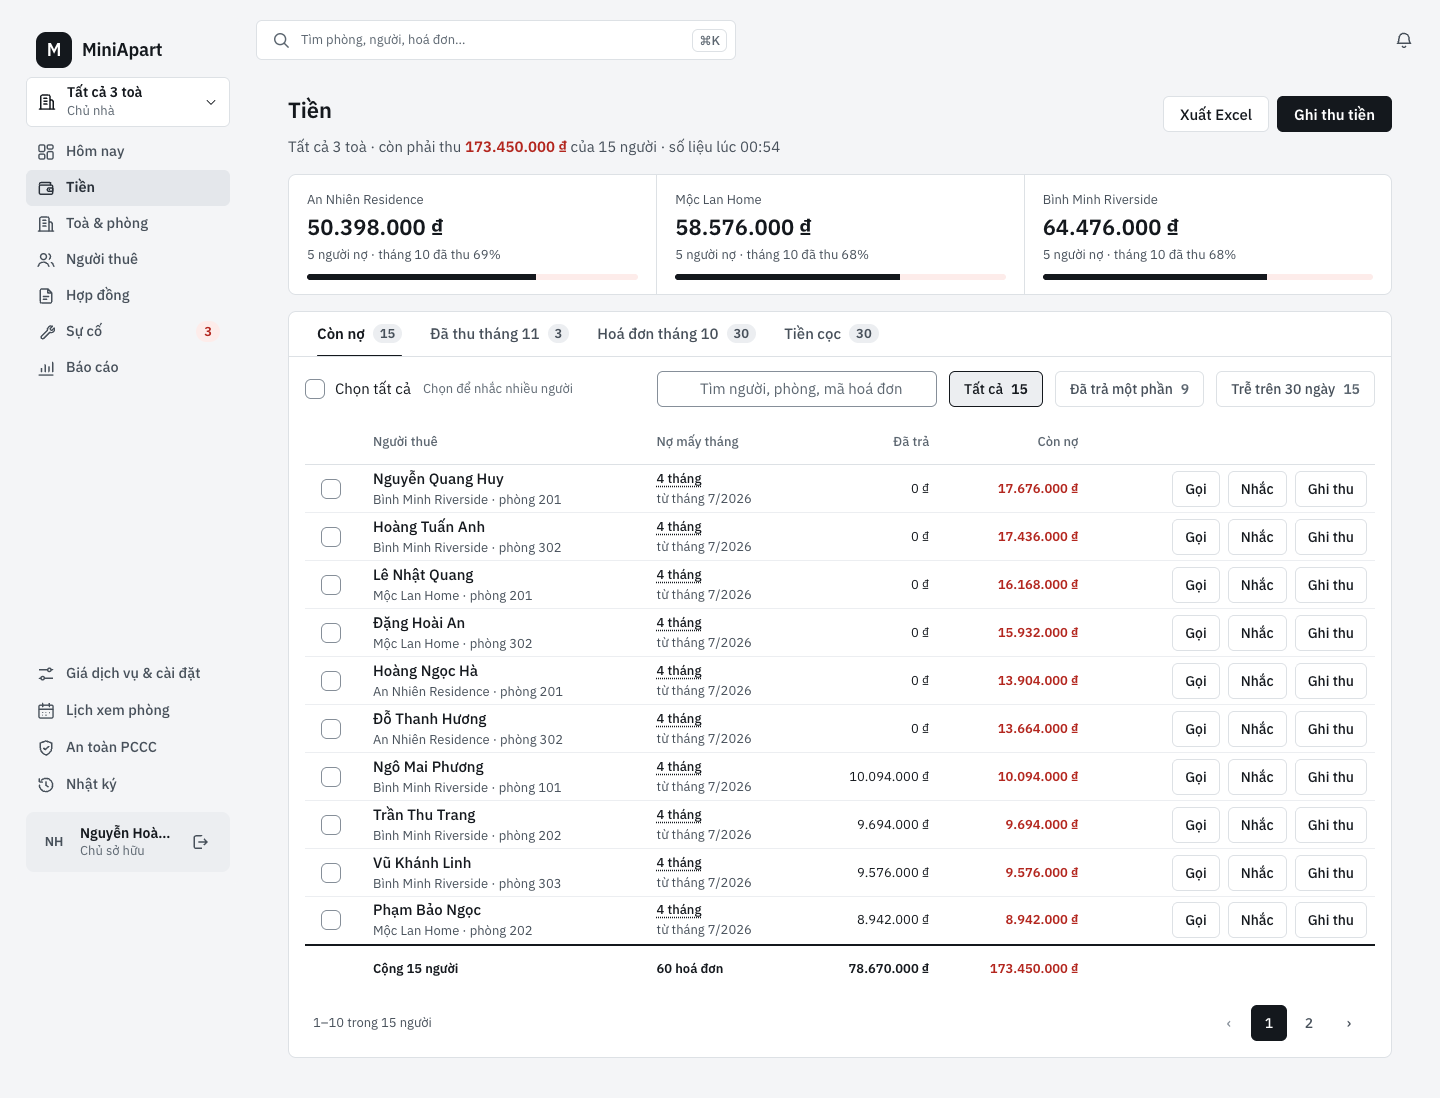 M MiniApart
Tìm phòng, người, hoá đơn... ⌘K
Tất cả 3 toà
Chủ nhà
Hôm nay
Tiền
Toà & phòng
Người thuê
Hợp đồng
Sự cố 3
Báo cáo
Giá dịch vụ & cài đặt
Lịch xem phòng
An toàn PCCC
Nhật ký
NH Nguyễn Hoà...
Chủ sở hữu
Tiền
Xuất Excel Ghi thu tiền
Tất cả 3 toà · còn phải thu 173.450.000 ₫ của 15 người · số liệu lúc 00:54
An Nhiên Residence
50.398.000 ₫
5 người nợ · tháng 10 đã thu 69%
Mộc Lan Home
58.576.000 ₫
5 người nợ · tháng 10 đã thu 68%
Bình Minh Riverside
64.476.000 ₫
5 người nợ · tháng 10 đã thu 68%
Còn nợ 15 Đã thu tháng 11 3 Hoá đơn tháng 10 30 Tiền cọc 30
Chọn tất cả Chọn để nhắc nhiều người Tìm người, phòng, mã hoá đơn Tất cả 15 Đã trả một phần 9 Trễ trên 30 ngày 15
Người thuê Nợ mấy tháng Đã trả Còn nợ
Nguyễn Quang Huy 4 tháng 0 ₫ 17.676.000 ₫ Gọi Nhắc Ghi thu
Bình Minh Riverside · phòng 201 từ tháng 7/2026
Hoàng Tuấn Anh 4 tháng 0 ₫ 17.436.000 ₫ Gọi Nhắc Ghi thu
Bình Minh Riverside · phòng 302 từ tháng 7/2026
Lê Nhật Quang 4 tháng 0 ₫ 16.168.000 ₫ Gọi Nhắc Ghi thu
Mộc Lan Home · phòng 201 từ tháng 7/2026
Đặng Hoài An 4 tháng 0 ₫ 15.932.000 ₫ Gọi Nhắc Ghi thu
Mộc Lan Home · phòng 302 từ tháng 7/2026
Hoàng Ngọc Hà 4 tháng 0 ₫ 13.904.000 ₫ Gọi Nhắc Ghi thu
An Nhiên Residence · phòng 201 từ tháng 7/2026
Đỗ Thanh Hương 4 tháng 0 ₫ 13.664.000 ₫ Gọi Nhắc Ghi thu
An Nhiên Residence · phòng 302 từ tháng 7/2026
Ngô Mai Phương 4 tháng 10.094.000 ₫ 10.094.000 ₫ Gọi Nhắc Ghi thu
Bình Minh Riverside · phòng 101 từ tháng 7/2026
Trần Thu Trang 4 tháng 9.694.000 ₫ 9.694.000 ₫ Gọi Nhắc Ghi thu
Bình Minh Riverside · phòng 202 từ tháng 7/2026
Vũ Khánh Linh 4 tháng 9.576.000 ₫ 9.576.000 ₫ Gọi Nhắc Ghi thu
Bình Minh Riverside · phòng 303 từ tháng 7/2026
Phạm Bảo Ngọc 4 tháng 8.942.000 ₫ 8.942.000 ₫ Gọi Nhắc Ghi thu
Mộc Lan Home · phòng 202 từ tháng 7/2026
Cộng 15 người 60 hoá đơn 78.670.000 ₫ 173.450.000 ₫
1–10 trong 15 người ‹ 1 2 ›